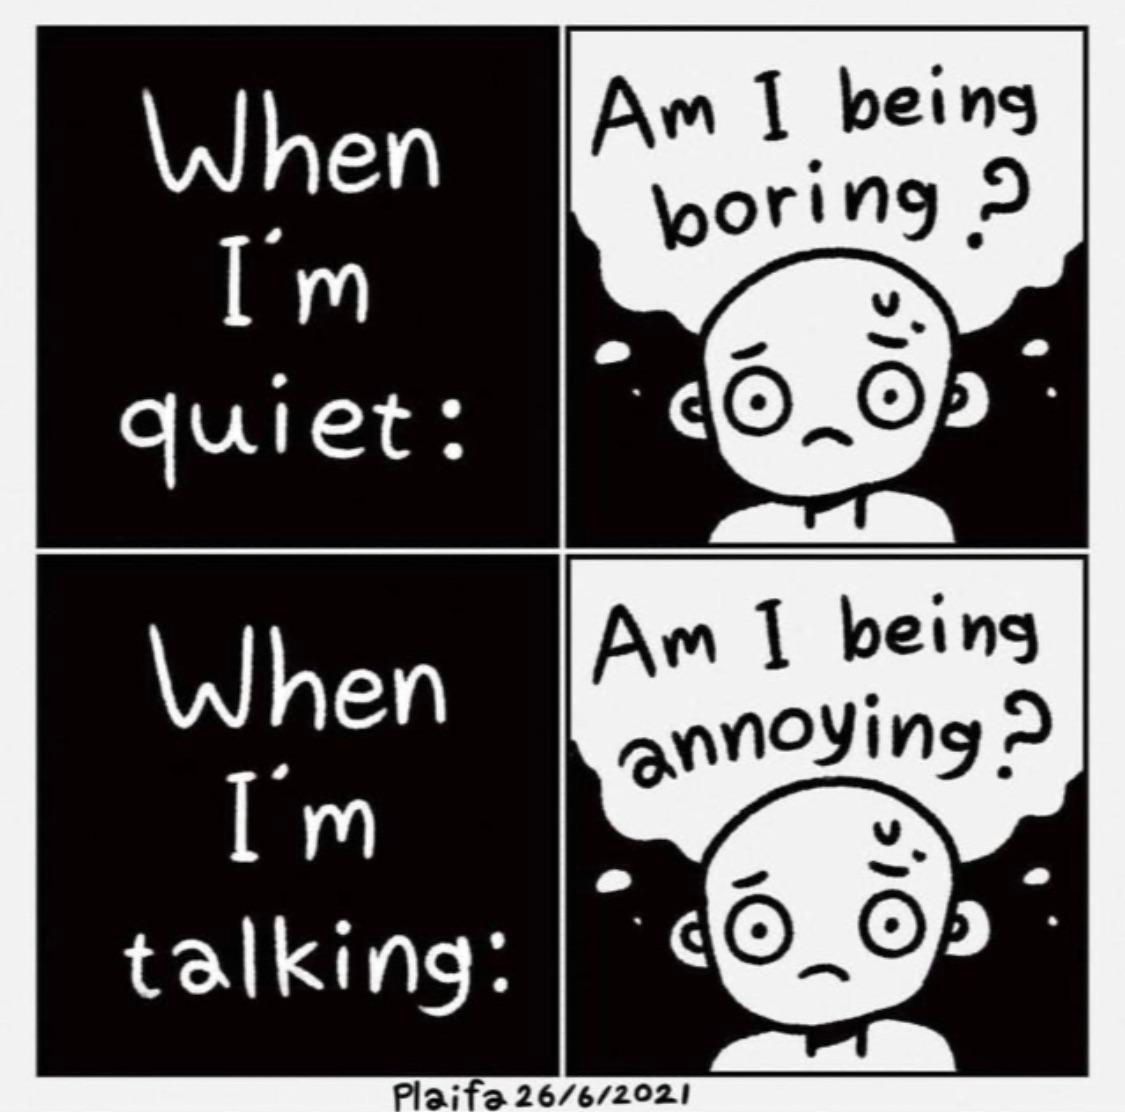 When
I'm
quiet:
Am I being
boring?
When
I'm
talking:
Am I being
annoying?
Plaifa 26/6/2021